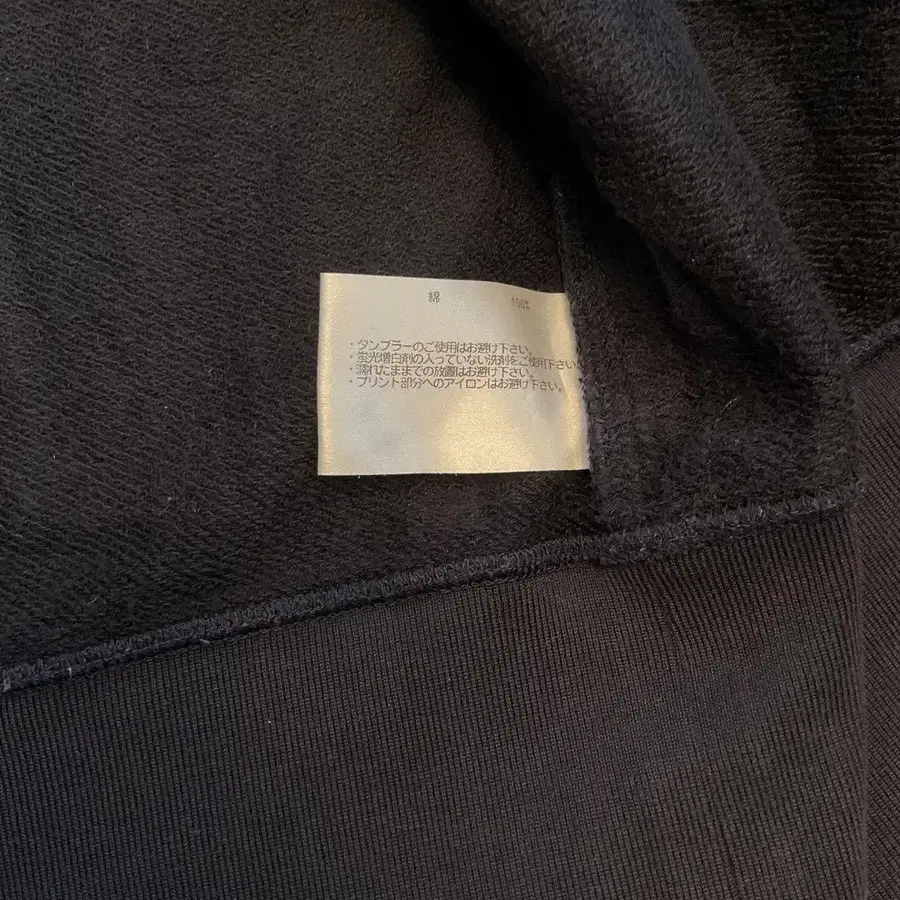 綿 100%
・タンブラーのご使用はお避け下さい。
・蛍光増白剤の入っていない洗剤をご使用下さい
・濡れたままでの放置はお避け下さい。
・プリント部分へのアイロンはお避け下さい。